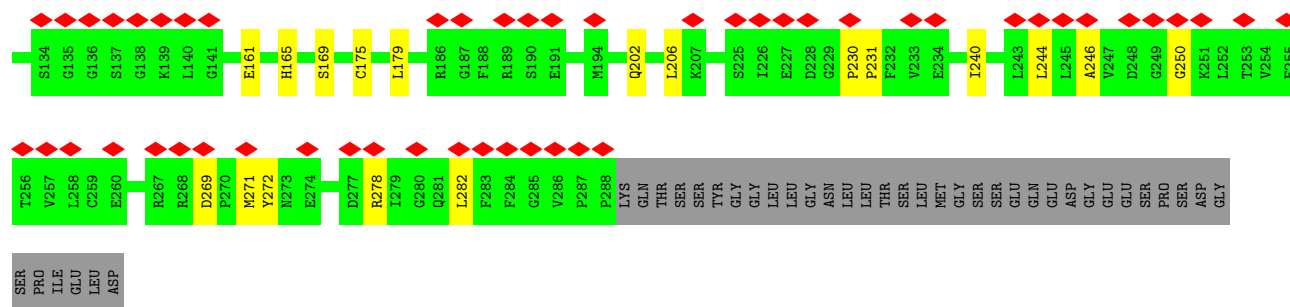 S134 G135 G136 S137 G138 K139 L140 G141 E161 H165 S169 C175 L179 R186 G187 F188 R189 S190 E191 M194 Q202 L206 K207 S225 I226 E227 D228 G229 P230 P231 F232 V233 E234 I240 L243 L244 L245 A246 V247 D248 G249 G250 K251 L252 T253 V254
T256 V257 L258 C259 E260 R267 R268 D269 P270 M271 Y272 N273 E274 D277 R278 I279 G280 Q281 L282 F283 F284 G285 V286 P287 P288 LYS GLN THR SER SER TYR GLY GLY LEU LEU GLY ASN LEU LEU THR SER LEU MET GLY SER SER GLU GLN GLU ASP GLY GLU GLU SER PRO SER ASP GLY
SER PRO ILE GLU LEU ASP